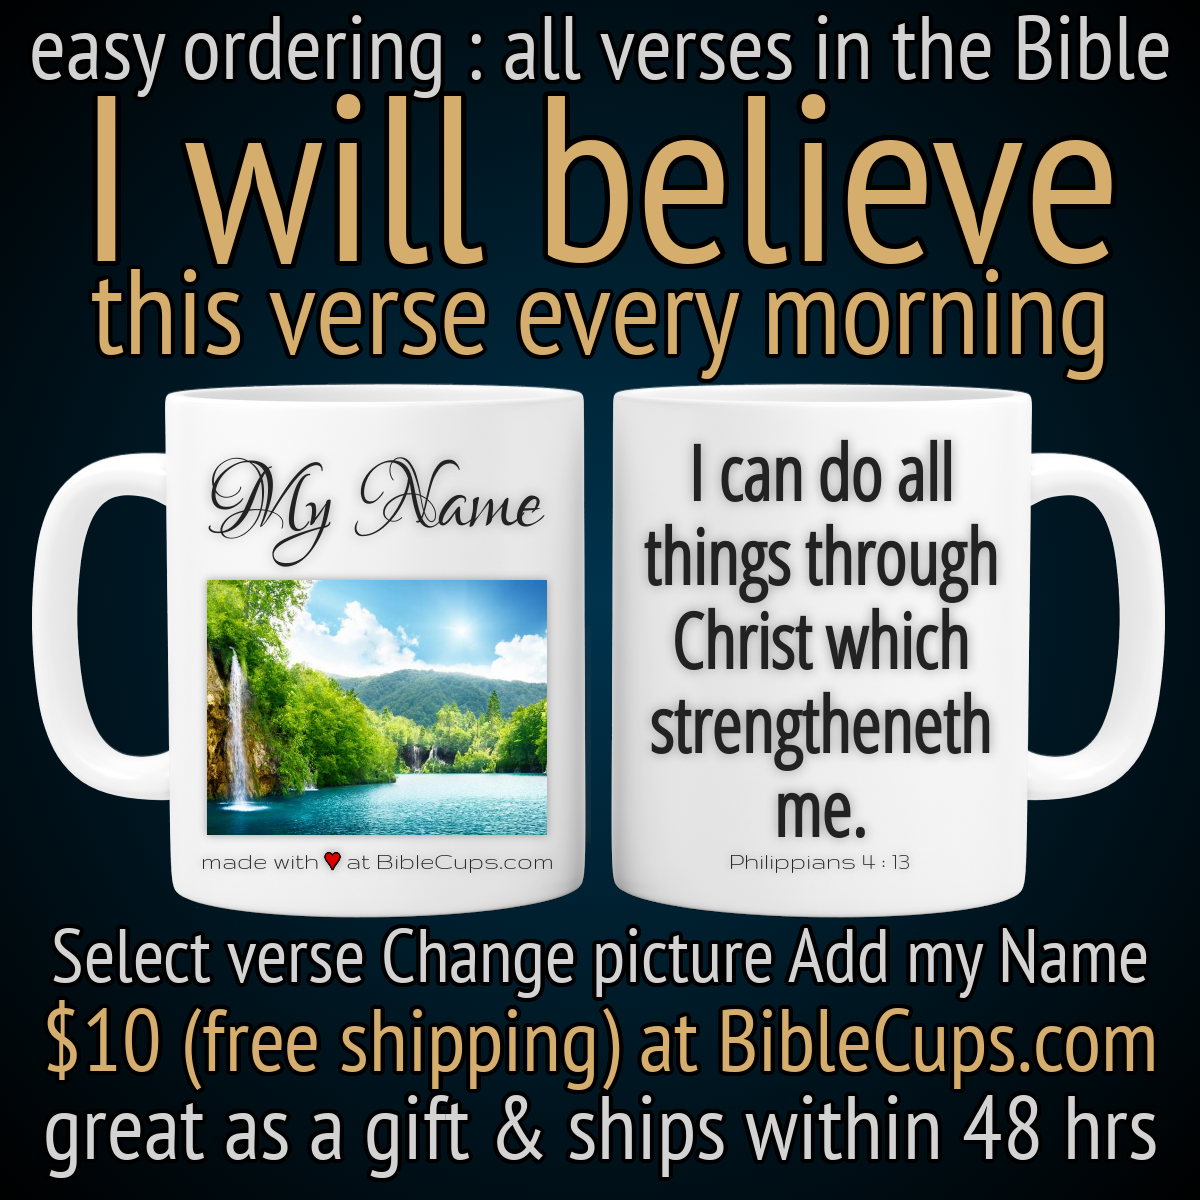 easy ordering : all verses in the Bible
I will believe
this verse every morning
My Name
made with ❤ at BibleCups.com
I can do all
things through
Christ which
strengtheneth
me.
Philippians 4 : 13
Select verse Change picture Add my Name
$10 (free shipping) at BibleCups.com
great as a gift & ships within 48 hrs